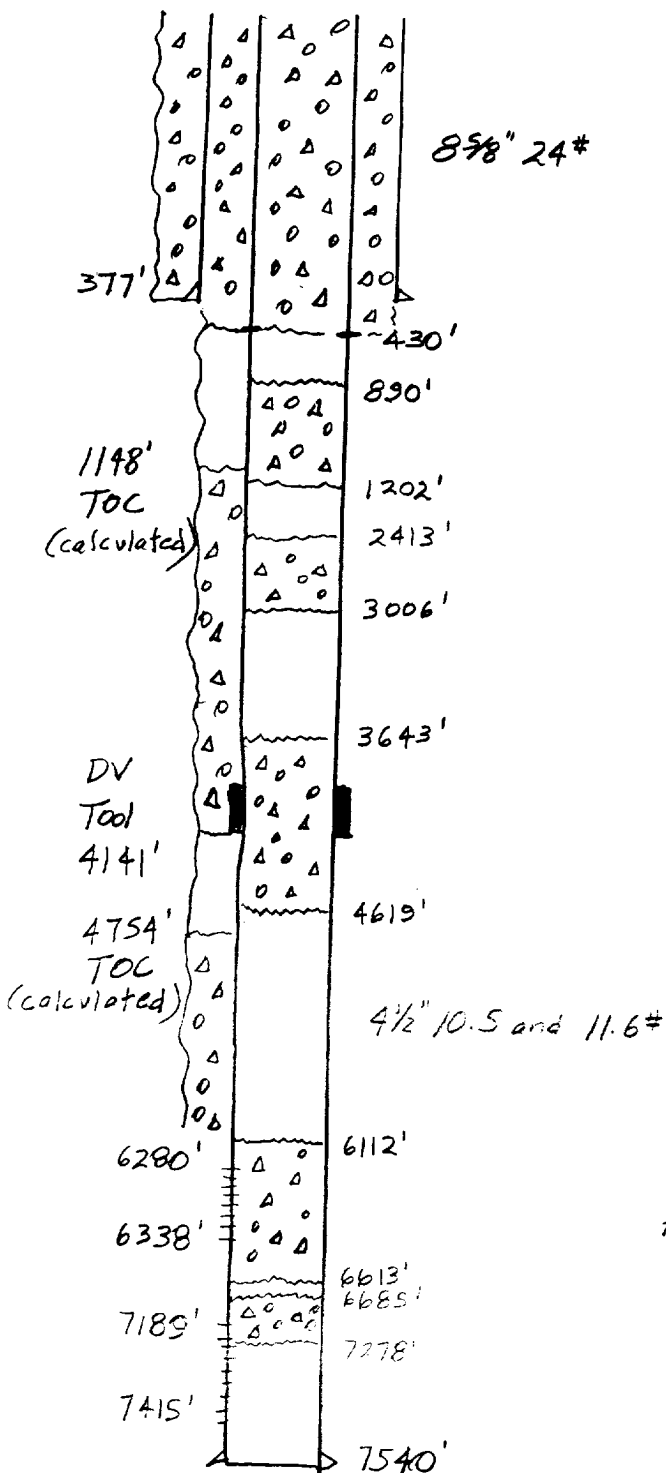 8 5/8" 24#
377'
430'
890'
1148'
TOC
(calculated)
1202'
2413'
3006'
3643'
DV
Tool
4141'
4619'
4754'
TOC
(calculated)
4 1/2" 10.5 and 11.6#
6112'
6280'
6338'
6613'
6685'
7189'
7278'
7415'
7540'